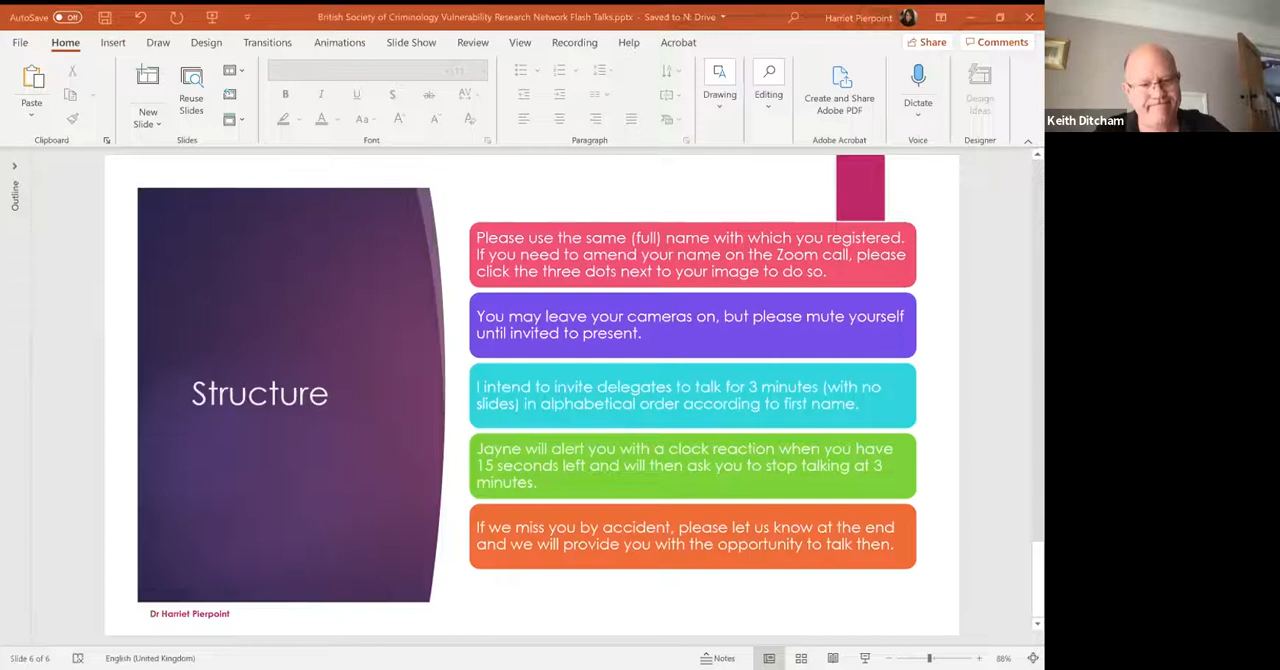 AutoSave Off
British Society of Criminology Vulnerability Research Network Flash Talks.pptx - Saved to N: Drive
Harriet Pierpoint
File Home Insert Draw Design Transitions Animations Slide Show Review View Recording Help Acrobat
Share Comments
Paste
New Slide
Reuse Slides
Drawing
Editing
Create and Share Adobe PDF
Dictate
Design Ideas
Clipboard Slides Font Paragraph Adobe Acrobat Voice Designer
Keith Ditcham
Outline
Structure
Please use the same (full) name with which you registered.
If you need to amend your name on the Zoom call, please
click the three dots next to your image to do so.
You may leave your cameras on, but please mute yourself
until invited to present.
I intend to invite delegates to talk for 3 minutes (with no
slides) in alphabetical order according to first name.
Jayne will alert you with a clock reaction when you have
15 seconds left and will then ask you to stop talking at 3
minutes.
If we miss you by accident, please let us know at the end
and we will provide you with the opportunity to talk then.
Dr Harriet Pierpoint
Slide 6 of 6 English (United Kingdom) Notes 88%